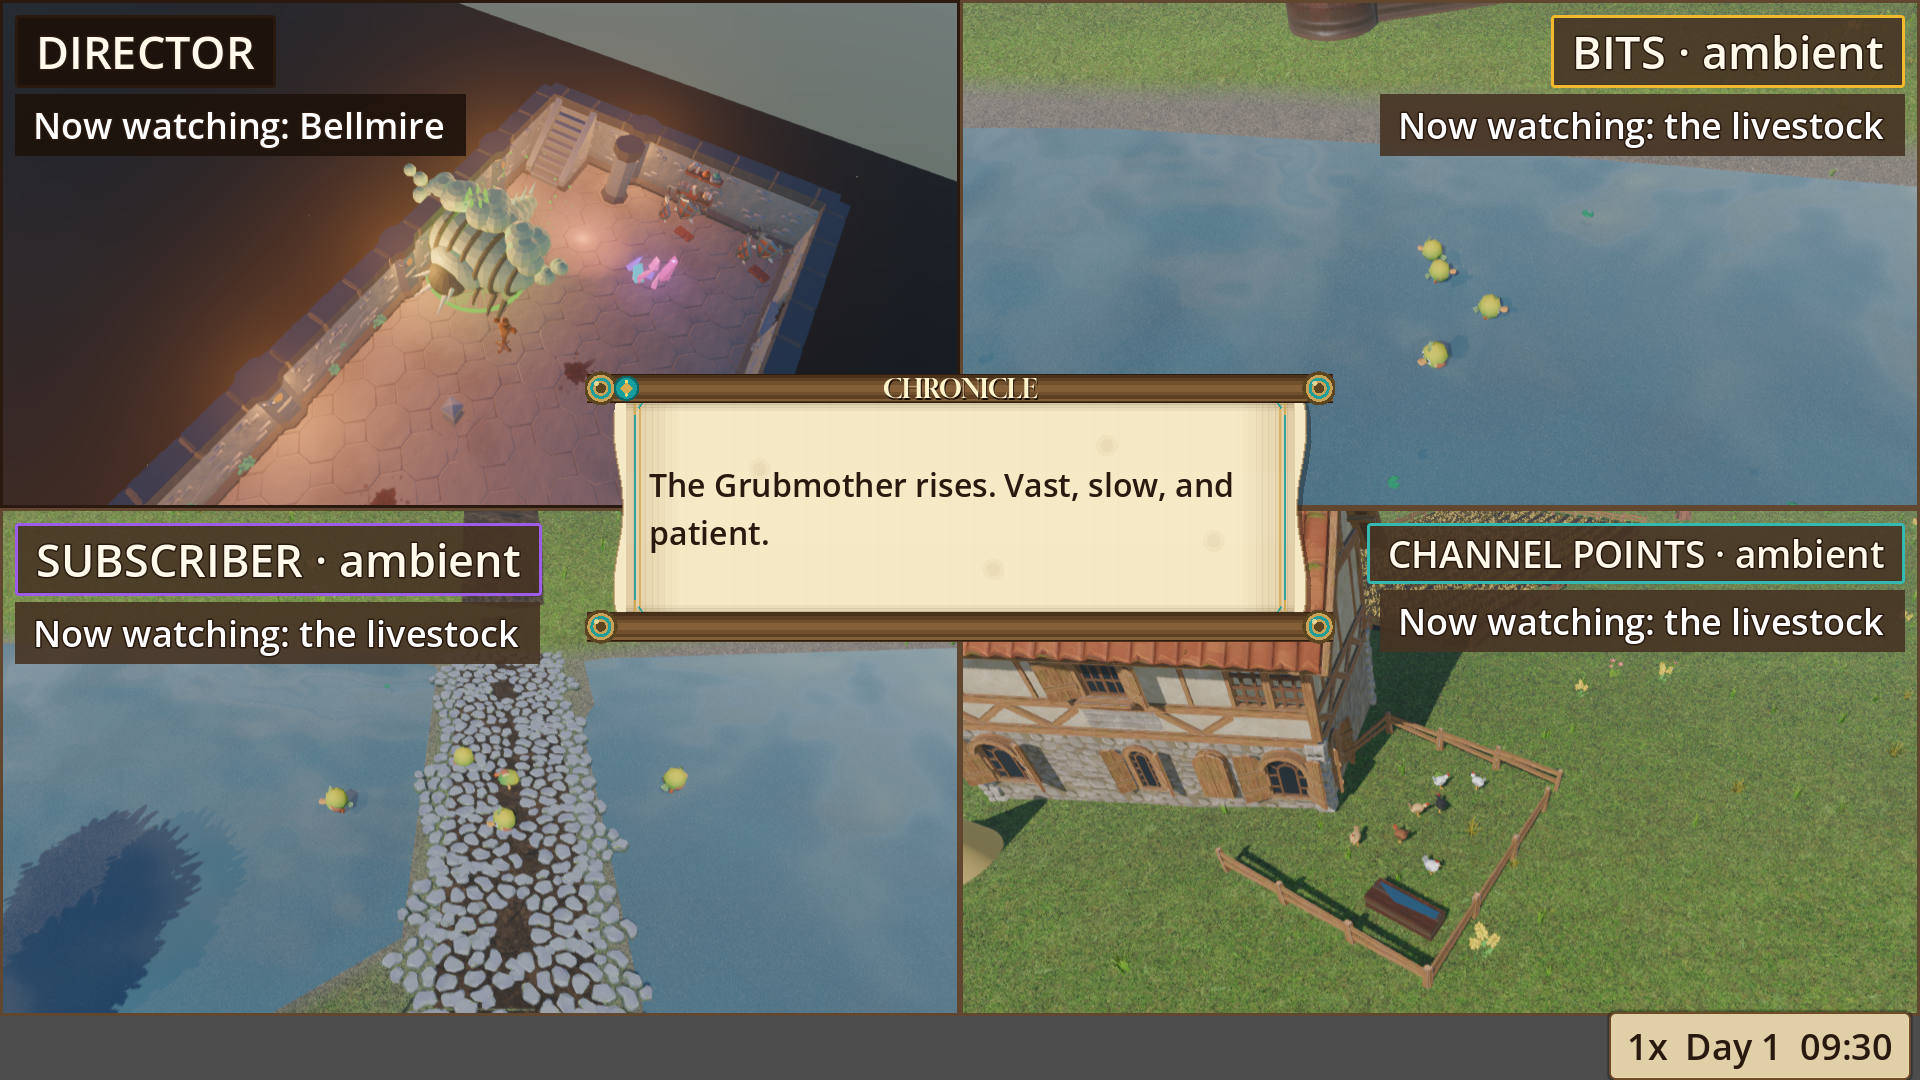 DIRECTOR
Now watching: Bellmire
BITS · ambient
Now watching: the livestock
CHRONICLE
The Grubmother rises. Vast, slow, and
patient.
SUBSCRIBER · ambient
Now watching: the livestock
CHANNEL POINTS · ambient
Now watching: the livestock
1x Day 1 09:30